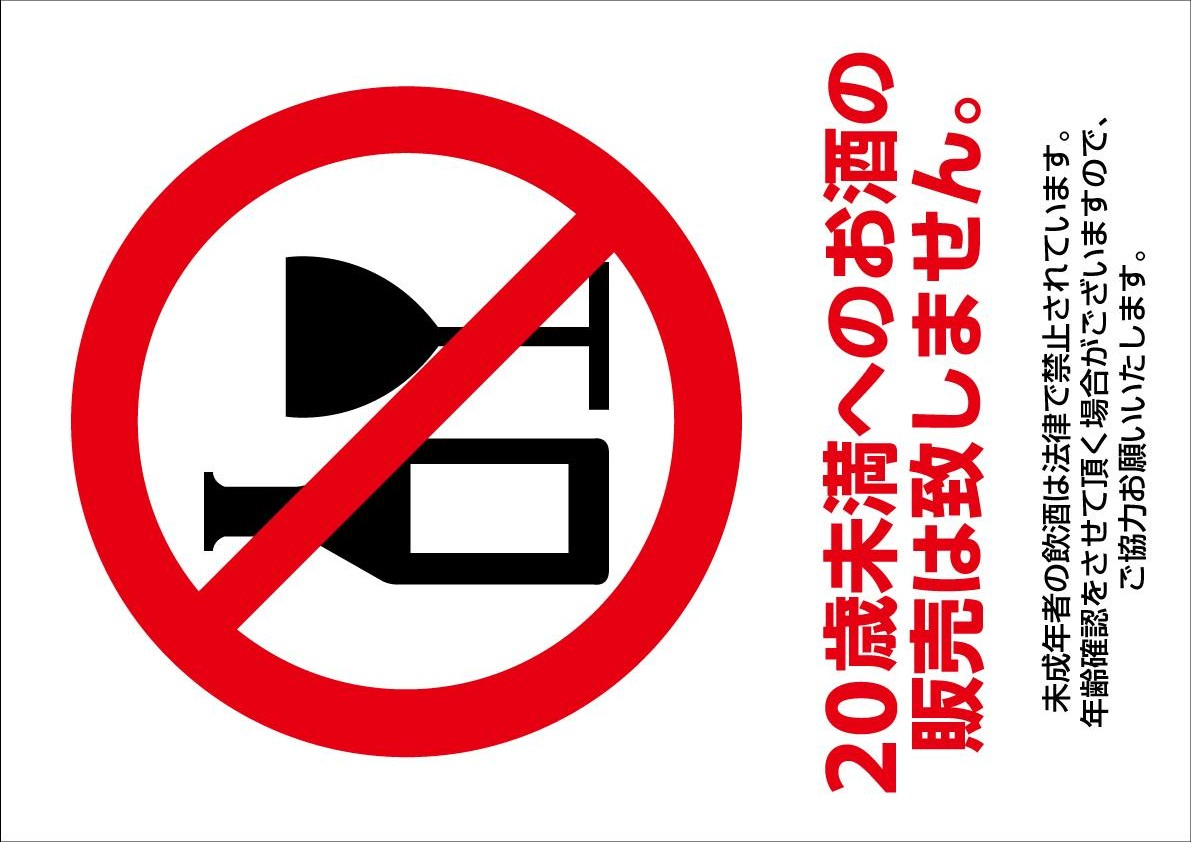 20歳未満へのお酒の
販売は致しません。
未成年者の飲酒は法律で禁止されています。
年齢確認をさせて頂く場合がございますので、
ご協力お願いいたします。